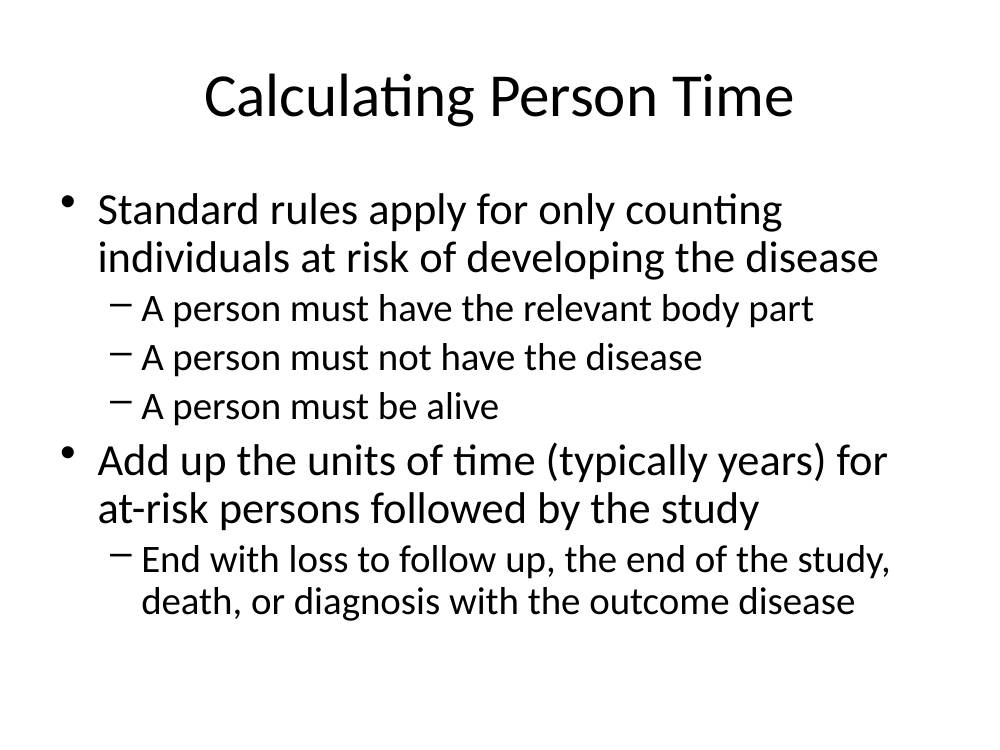 Calculating Person Time
• Standard rules apply for only counting
individuals at risk of developing the disease
– A person must have the relevant body part
– A person must not have the disease
– A person must be alive
• Add up the units of time (typically years) for
at-risk persons followed by the study
– End with loss to follow up, the end of the study,
death, or diagnosis with the outcome disease